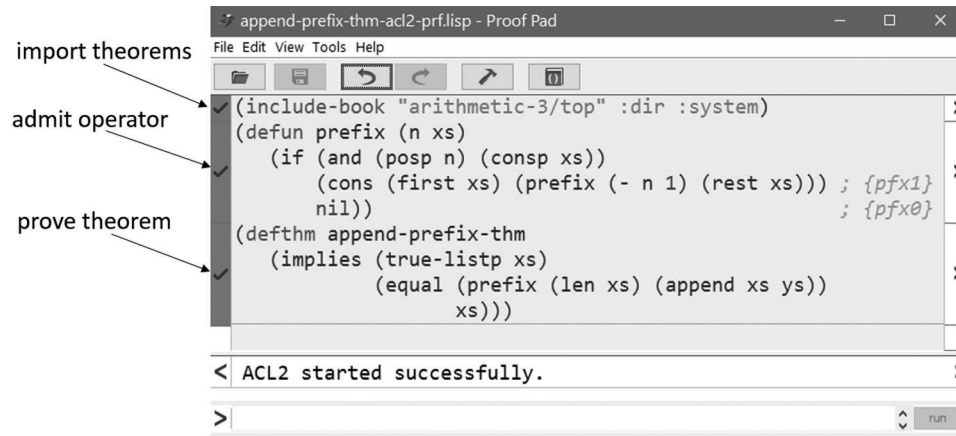 append-prefix-thm-acl2-prf.lisp - Proof Pad
File Edit View Tools Help
import theorems
(include-book "arithmetic-3/top" :dir :system)
admit operator
(defun prefix (n xs)
(if (and (posp n) (consp xs))
(cons (first xs) (prefix (- n 1) (rest xs))) ; {pfx1}
nil)) ; {pfx0}
prove theorem
(defthm append-prefix-thm
(implies (true-listp xs)
(equal (prefix (len xs) (append xs ys))
xs)))
< ACL2 started successfully.
>
run